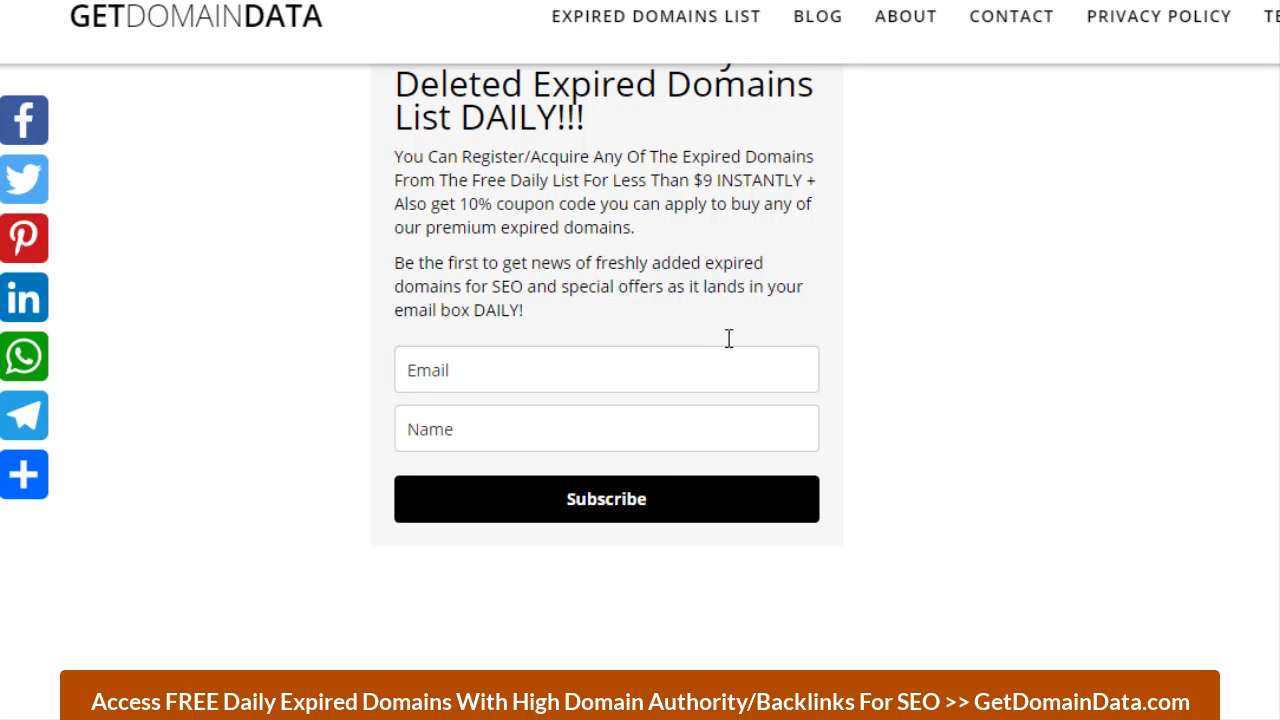 GETDOMAINDATA
EXPIRED DOMAINS LIST
BLOG
ABOUT
CONTACT
PRIVACY POLICY
Deleted Expired Domains
List DAILY!!!
You Can Register/Acquire Any Of The Expired Domains
From The Free Daily List For Less Than $9 INSTANTLY +
Also get 10% coupon code you can apply to buy any of
our premium expired domains.
Be the first to get news of freshly added expired
domains for SEO and special offers as it lands in your
email box DAILY!
Email
Name
Subscribe
Access FREE Daily Expired Domains With High Domain Authority/Backlinks For SEO >> GetDomainData.com